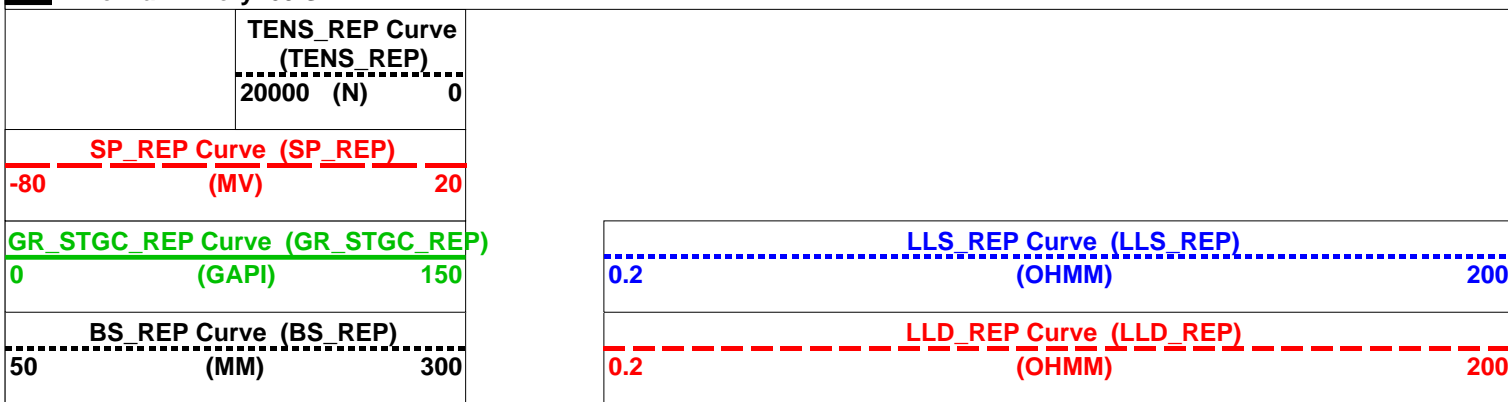 TENS_REP Curve
(TENS_REP)
20000 (N) 0
SP_REP Curve (SP_REP)
-80 (MV) 20
GR_STGC_REP Curve (GR_STGC_REP)
0 (GAPI) 150
LLS_REP Curve (LLS_REP)
0.2 (OHMM) 200
BS_REP Curve (BS_REP)
50 (MM) 300
LLD_REP Curve (LLD_REP)
0.2 (OHMM) 200